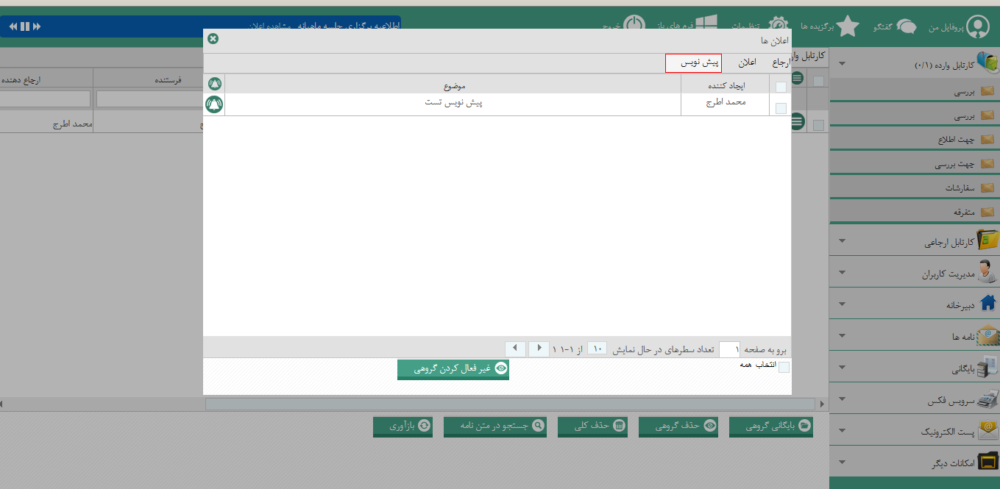 پروفایل من
گفتگو
برگزیده ها
تنظیمات
فرم های باز
خروج
اطلاعیه برگزاری جلسه ماهیانه
مشاهده اعلان
کارتابل وارده (۰/۱)
بررسی
بررسی
جهت اطلاع
جهت بررسی
سفارشات
متفرقه
کارتابل ارجاعی
مدیریت کاربران
دبیرخانه
نامه ها
بایگانی
سرویس فکس
پست الکترونیک
امکانات دیگر
کارتابل
فرستنده
ارجاع دهنده
محمد اطرج
اعلان ها
ارجاع
اعلان
پیش نویس
ایجاد کننده
موضوع
محمد اطرج
پیش نویس تست
برو به صفحه ۱ تعداد سطرهای در حال نمایش ۱۰ از ۱-۱ ۱
انتخاب همه
غیر فعال کردن گروهی
بایگانی گروهی
حذف گروهی
حذف کلی
جستجو در متن نامه
بازآوری